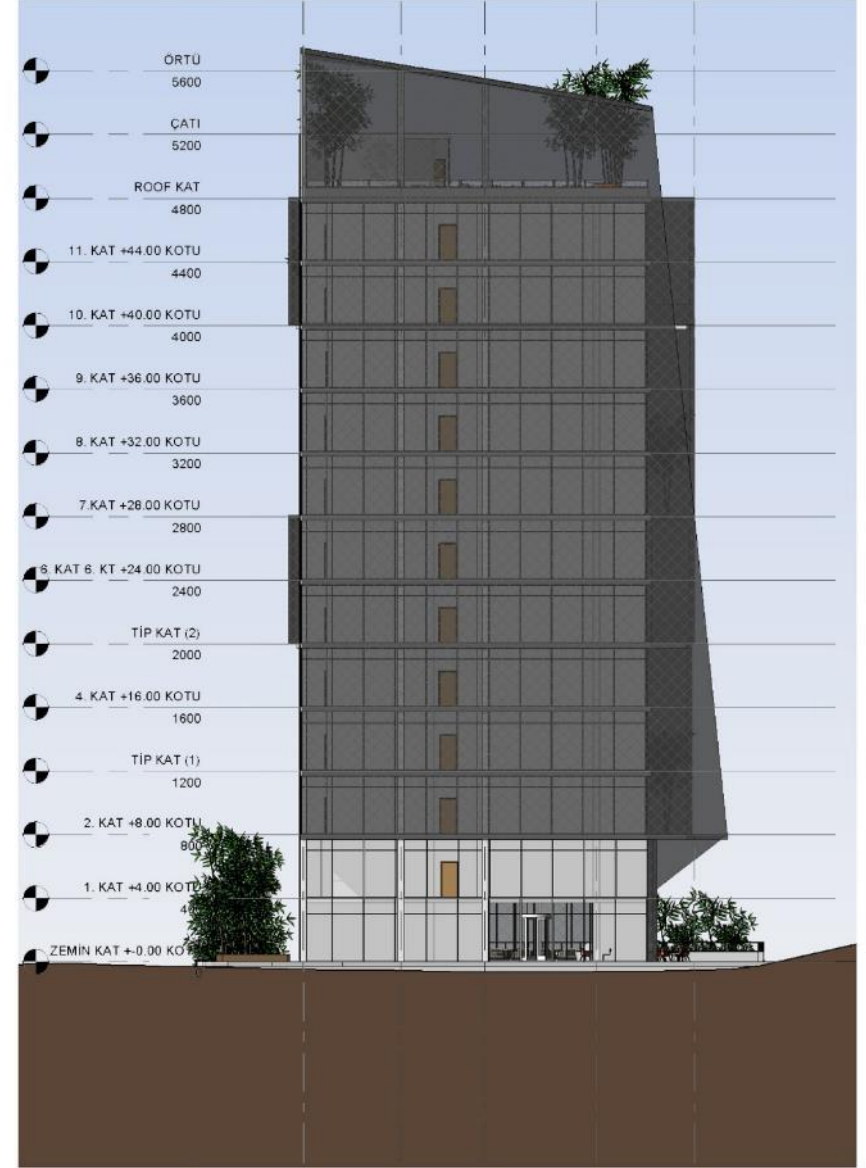 ÖRTÜ
5600
ÇATI
5200
ROOF KAT
4800
11. KAT +44.00 KOTU
4400
10. KAT +40.00 KOTU
4000
9. KAT +36.00 KOTU
3600
8. KAT +32.00 KOTU
3200
7.KAT +28.00 KOTU
2800
6. KAT 6. KT +24.00 KOTU
2400
TİP KAT (2)
2000
4. KAT +16.00 KOTU
1600
TİP KAT (1)
1200
2. KAT +8.00 KOTU
800
1. KAT +4.00 KOTU
ZEMİN KAT +-0.00
0